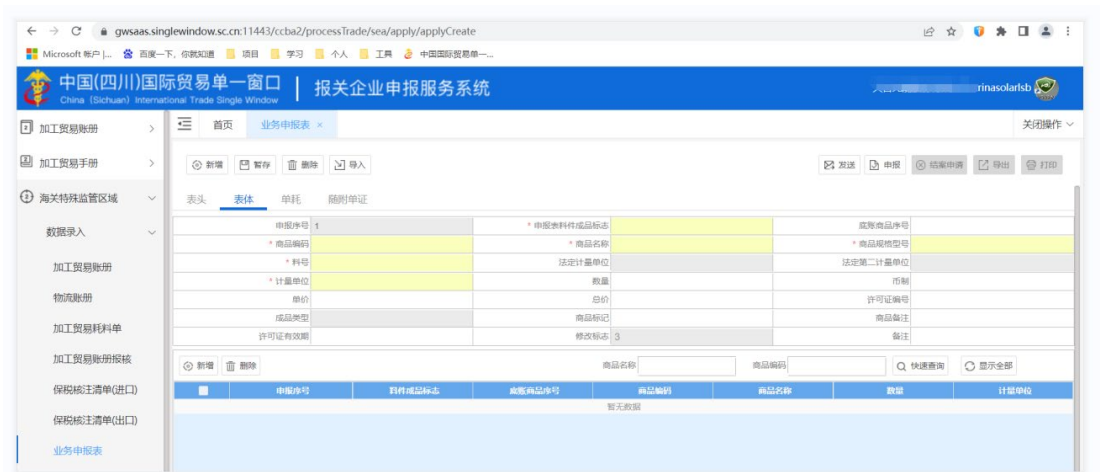 gwsaas.singlewindow.sc.cn:11443/ccba2/processTrade/sea/apply/applyCreate
Microsoft 帐户 |... 百度一下，你就知道 项目 学习 个人 工具 中国国际贸易单一...
中国(四川)国际贸易单一窗口 | 报关企业申报服务系统
China (Sichuan) International Trade Single Window
rinasolarlsb
加工贸易账册
首页 业务申报表 × 关闭操作
加工贸易手册
新增 暂存 删除 导入 发送 申报 结案申请 导出 打印
海关特殊监管区域
表头 表体 单耗 随附单证
数据录入
申报序号 1 * 申报表料件成品标志 底账商品序号
* 商品编码 * 商品名称 * 商品规格型号
加工贸易账册
* 料号 法定计量单位 法定第二计量单位
* 计量单位 数量 币制
物流账册
单价 总价 许可证编号
成品类型 商品标记 商品备注
加工贸易耗料单
许可证有效期 修改标志 3 备注
加工贸易账册报核
新增 删除 商品名称 商品编码 快速查询 显示全部
保税核注清单(进口)
申报序号 料件成品标志 底账商品序号 商品编码 商品名称 数量 计量单位
暂无数据
保税核注清单(出口)
业务申报表